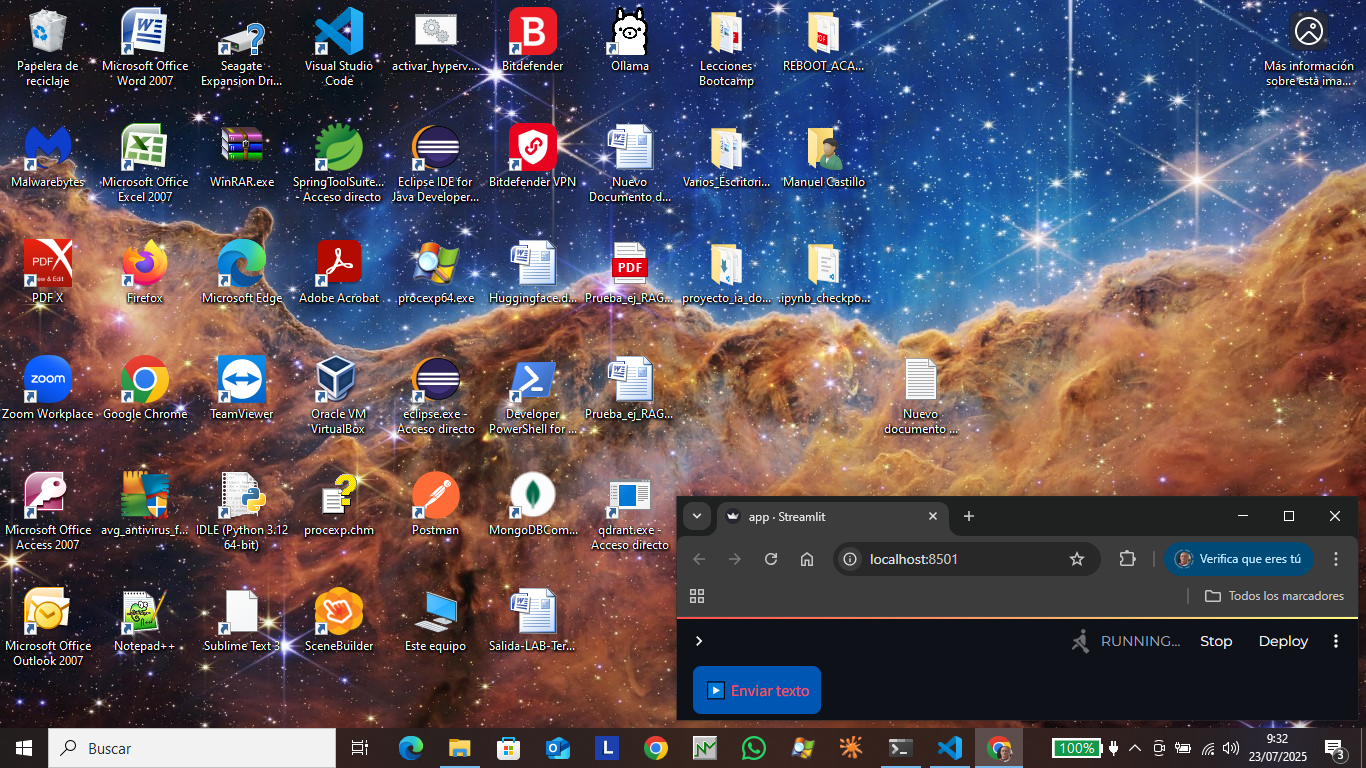 Papelera de
reciclaje
Microsoft Office
Word 2007
Seagate
Expansion Dri...
Visual Studio
Code
activar_hyperv....
Bitdefender
Ollama
Lecciones
Bootcamp
REBOOT_ACA...
Más información
sobre esta ima...
Malwarebytes
Microsoft Office
Excel 2007
WinRAR.exe
SpringToolSuite...
- Acceso directo
Eclipse IDE for
Java Developer...
Bitdefender VPN
Nuevo
Documento d...
Varios_Escritori...
Manuel Castillo
PDF X
Firefox
Microsoft Edge
Adobe Acrobat
procexp64.exe
Huggingface.d...
PDF
Prueba_ej_RAG...
proyecto_ia_do...
.ipynb_checkpo...
zoom
Zoom Workplace
Google Chrome
TeamViewer
Oracle VM
VirtualBox
eclipse.exe -
Acceso directo
Developer
PowerShell for ...
Prueba_ej_RAG...
Nuevo
documento ...
Microsoft Office
Access 2007
avg_antivirus_f...
IDLE (Python 3.12
64-bit)
procexp.chm
Postman
MongoDBCom...
qdrant.exe -
Acceso directo
Microsoft Office
Outlook 2007
Notepad++
Sublime Text 3
SceneBuilder
Este equipo
Salida-LAB-Ter...
app · Streamlit
localhost:8501
Verifica que eres tú
Todos los marcadores
RUNNING...
Stop
Deploy
Enviar texto
Buscar
L
100%
9:32
23/07/2025
3